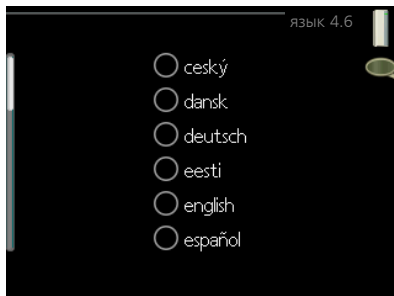 язык 4.6
ceský
dansk
deutsch
eesti
english
español